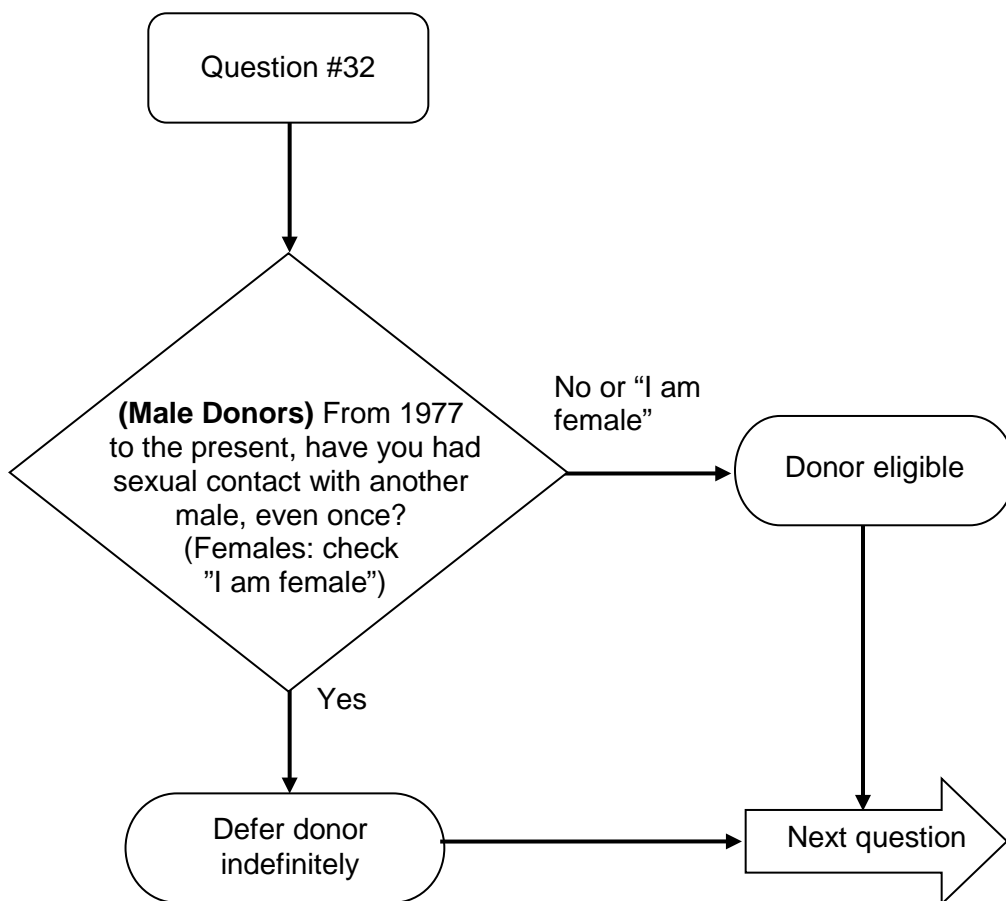 Question #32
(Male Donors) From 1977
to the present, have you had
sexual contact with another
male, even once?
(Females: check
”I am female”)
No or “I am
female”
Donor eligible
Yes
Defer donor
indefinitely
Next question